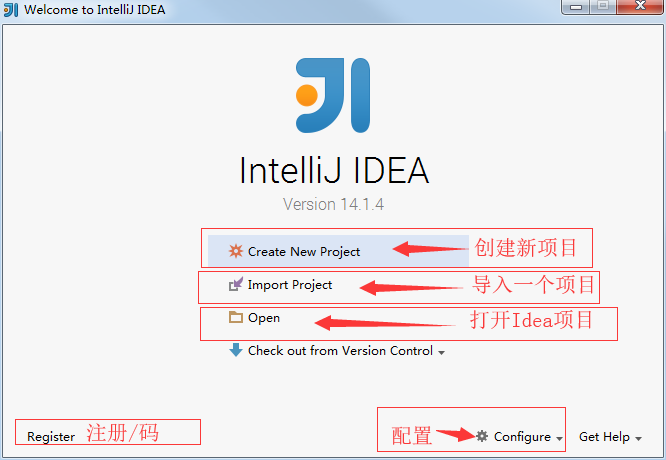 Welcome to IntelliJ IDEA
IntelliJ IDEA
Version 14.1.4
Create New Project 创建新项目
Import Project 导入一个项目
Open 打开Idea项目
Check out from Version Control
Register 注册/码 配置 Configure Get Help